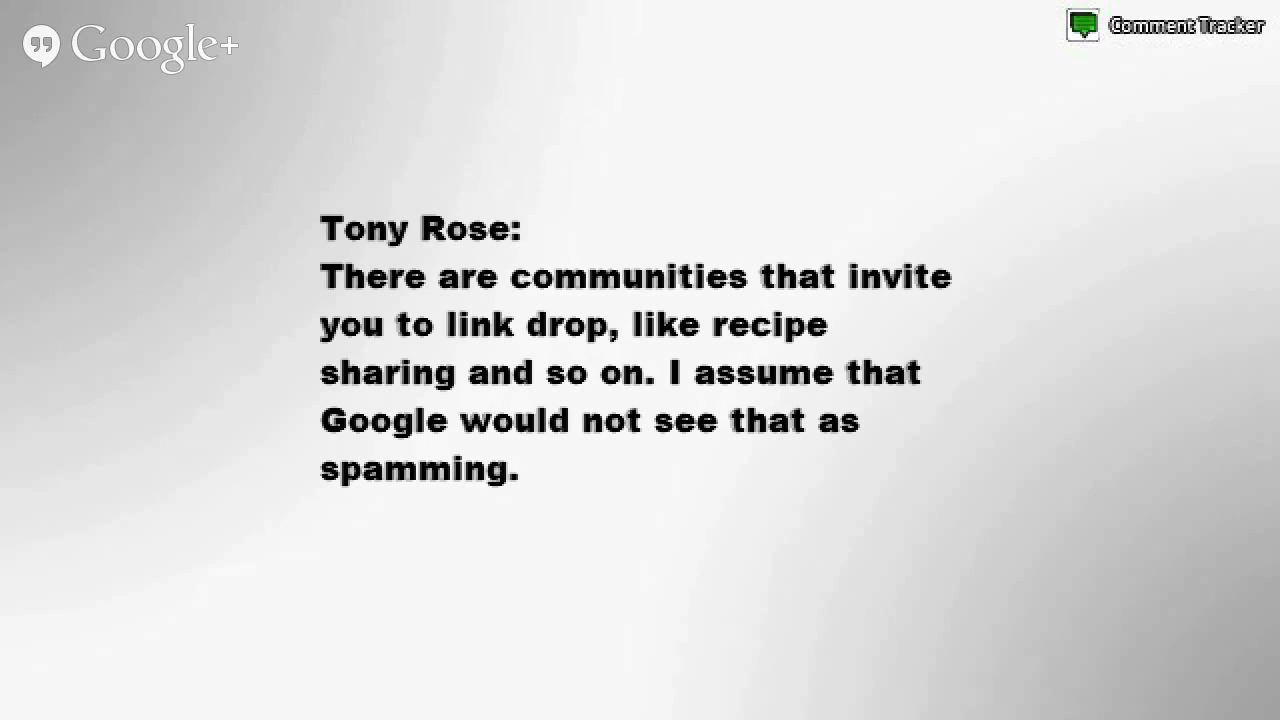 Google+
Comment Tracker
Tony Rose:
There are communities that invite
you to link drop, like recipe
sharing and so on. I assume that
Google would not see that as
spamming.